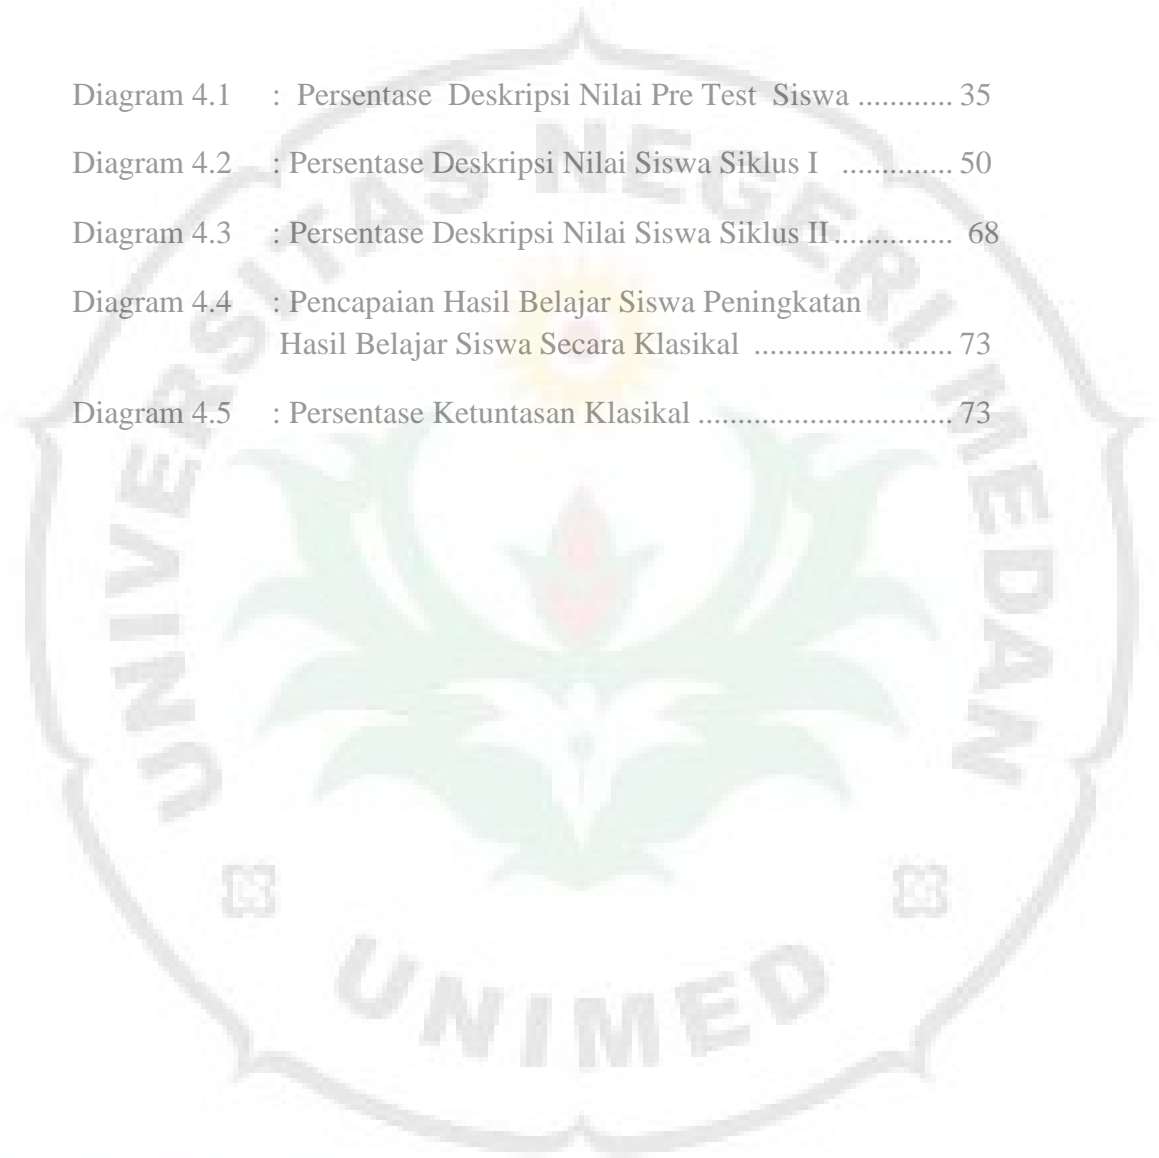 Diagram 4.1 : Persentase Deskripsi Nilai Pre Test Siswa ............ 35
Diagram 4.2 : Persentase Deskripsi Nilai Siswa Siklus I .............. 50
Diagram 4.3 : Persentase Deskripsi Nilai Siswa Siklus II ............... 68
Diagram 4.4 : Pencapaian Hasil Belajar Siswa Peningkatan
Hasil Belajar Siswa Secara Klasikal ......................... 73
Diagram 4.5 : Persentase Ketuntasan Klasikal ................................ 73
UNIVERSITAS NEGERI MEDAN
UNIMED